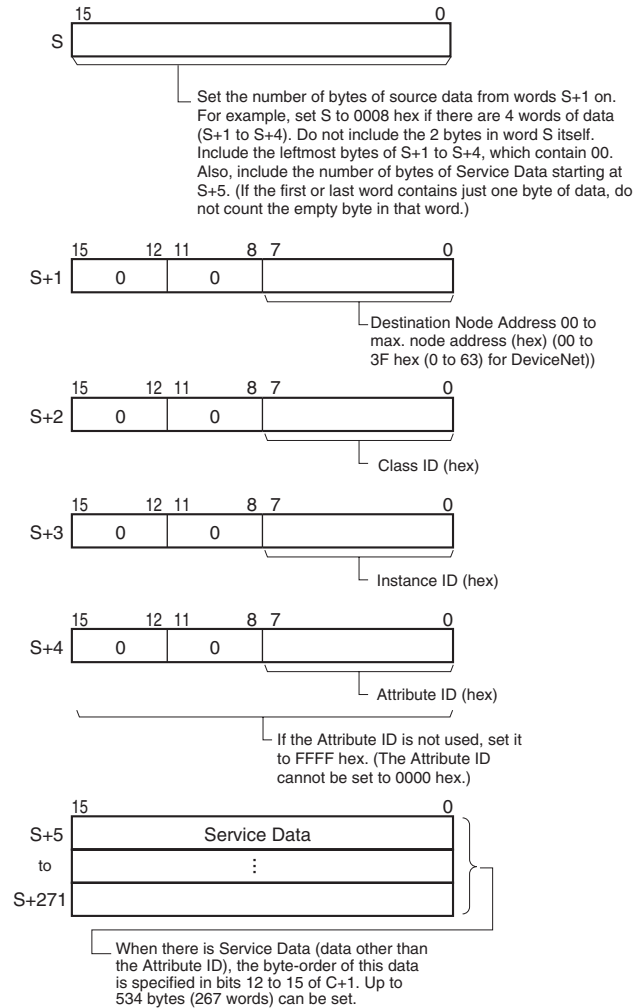 15 0
S
Set the number of bytes of source data from words S+1 on.
For example, set S to 0008 hex if there are 4 words of data
(S+1 to S+4). Do not include the 2 bytes in word S itself.
Include the leftmost bytes of S+1 to S+4, which contain 00.
Also, include the number of bytes of Service Data starting at
S+5. (If the first or last word contains just one byte of data, do
not count the empty byte in that word.)
15 12 11 8 7 0
S+1 0 0
Destination Node Address 00 to
max. node address (hex) (00 to
3F hex (0 to 63) for DeviceNet))
15 12 11 8 7 0
S+2 0 0
Class ID (hex)
15 12 11 8 7 0
S+3 0 0
Instance ID (hex)
15 12 11 8 7 0
S+4 0 0
Attribute ID (hex)
If the Attribute ID is not used, set it
to FFFF hex. (The Attribute ID
cannot be set to 0000 hex.)
15 0
S+5 Service Data
to ⋮
S+271
When there is Service Data (data other than
the Attribute ID), the byte-order of this data
is specified in bits 12 to 15 of C+1. Up to
534 bytes (267 words) can be set.